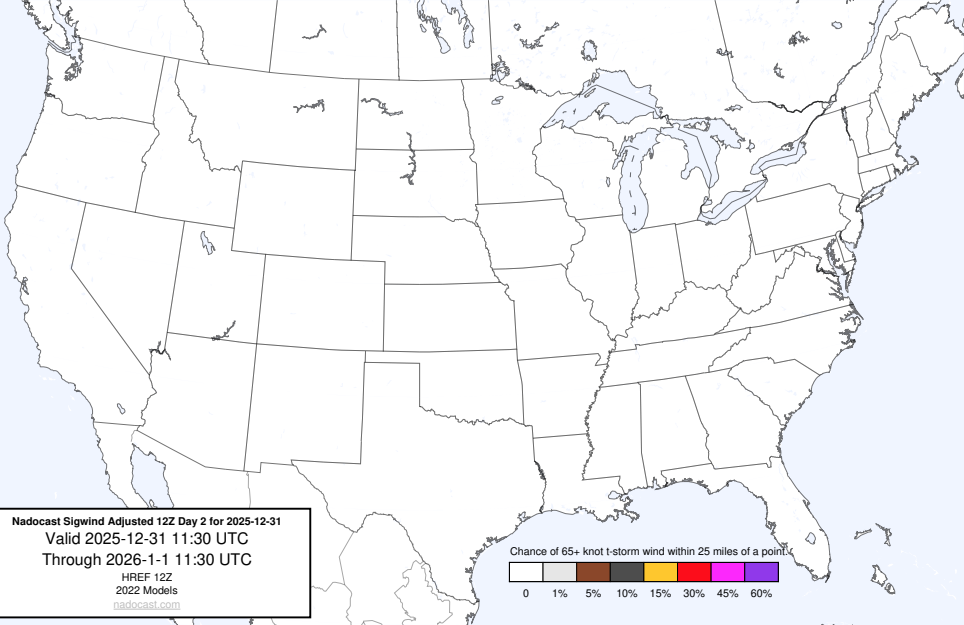 Nadocast Sigwind Adjusted 12Z Day 2 for 2025-12-31
Valid 2025-12-31 11:30 UTC
Through 2026-1-1 11:30 UTC
HREF 12Z
2022 Models
nadocast.com
Chance of 65+ knot t-storm wind within 25 miles of a point.
0 1% 5% 10% 15% 30% 45% 60%